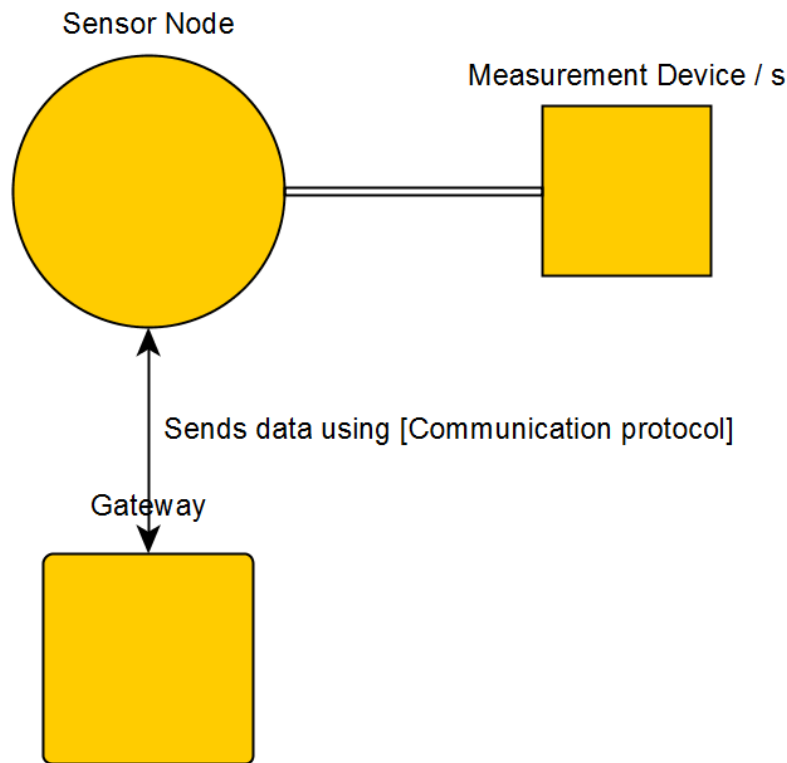 Sensor Node
Measurement Device / s
Sends data using [Communication protocol]
Gateway